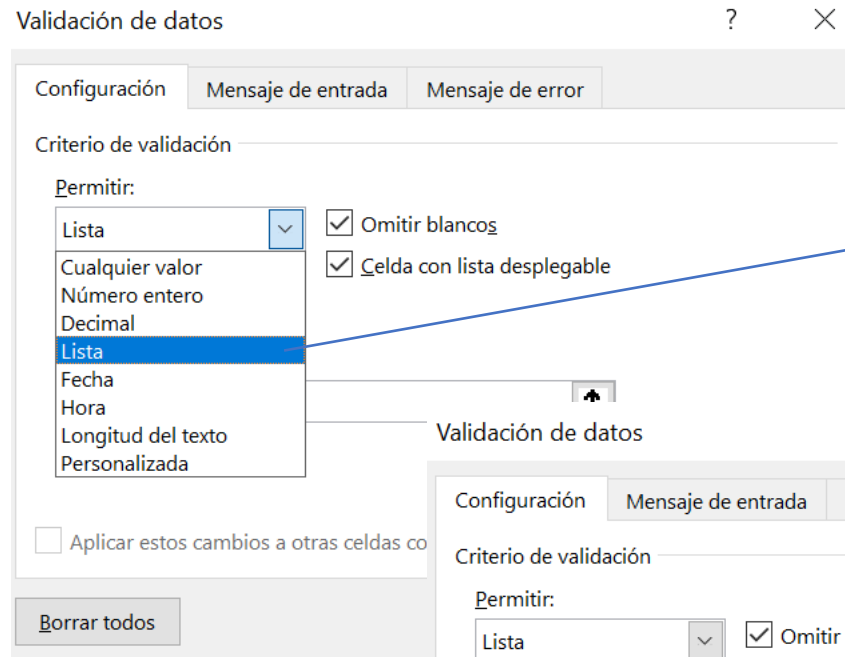 Validación de datos ? ×
Configuración Mensaje de entrada Mensaje de error
Criterio de validación
Permitir:
Lista Omitir blancos
Cualquier valor Celda con lista desplegable
Número entero
Decimal
Lista
Fecha
Hora
Longitud del texto
Personalizada
Aplicar estos cambios a otras celdas co
Borrar todos
Validación de datos
Configuración Mensaje de entrada
Criterio de validación
Permitir:
Lista Omitir